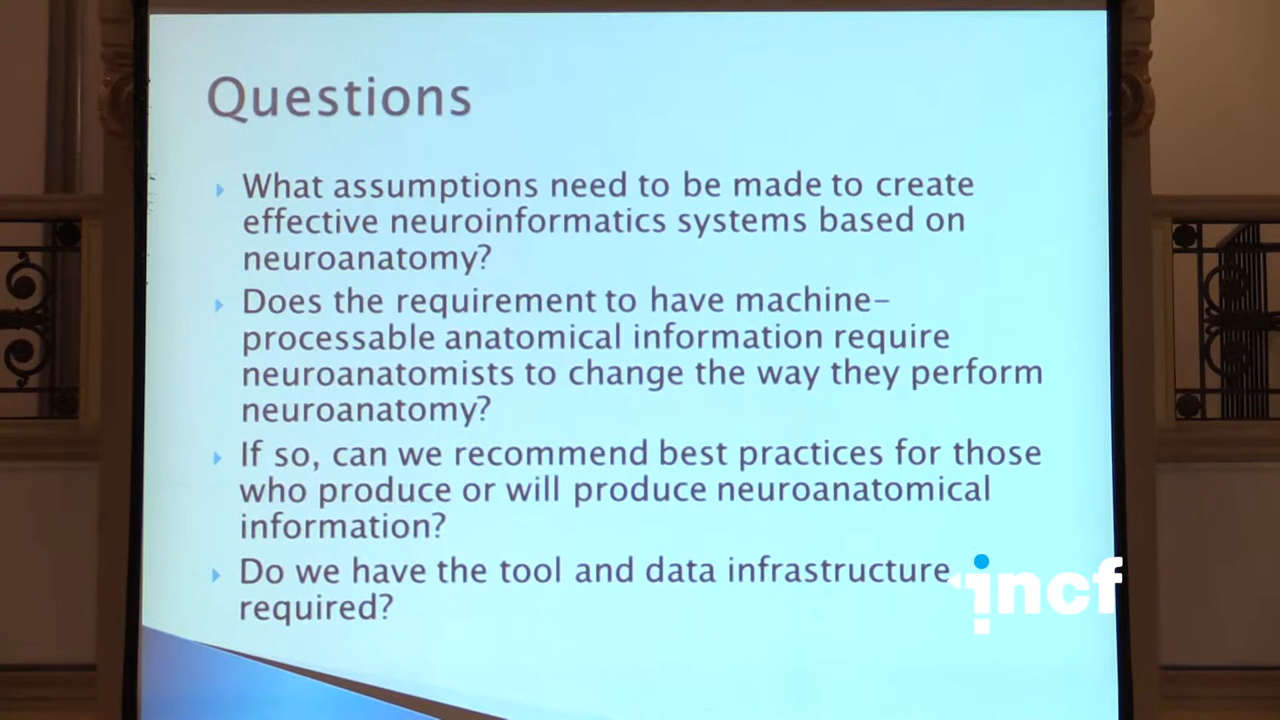 Questions
What assumptions need to be made to create
effective neuroinformatics systems based on
neuroanatomy?
Does the requirement to have machine-
processable anatomical information require
neuroanatomists to change the way they perform
neuroanatomy?
If so, can we recommend best practices for those
who produce or will produce neuroanatomical
information?
Do we have the tool and data infrastructure
required?
incf